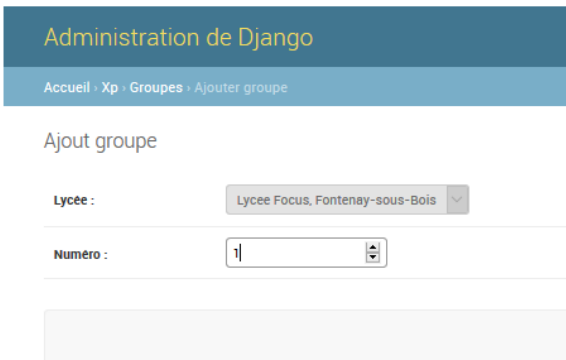 Administration de Django
Accueil › Xp › Groupes › Ajouter groupe
Ajout groupe
Lycée : Lycee Focus, Fontenay-sous-Bois
Numéro : 1